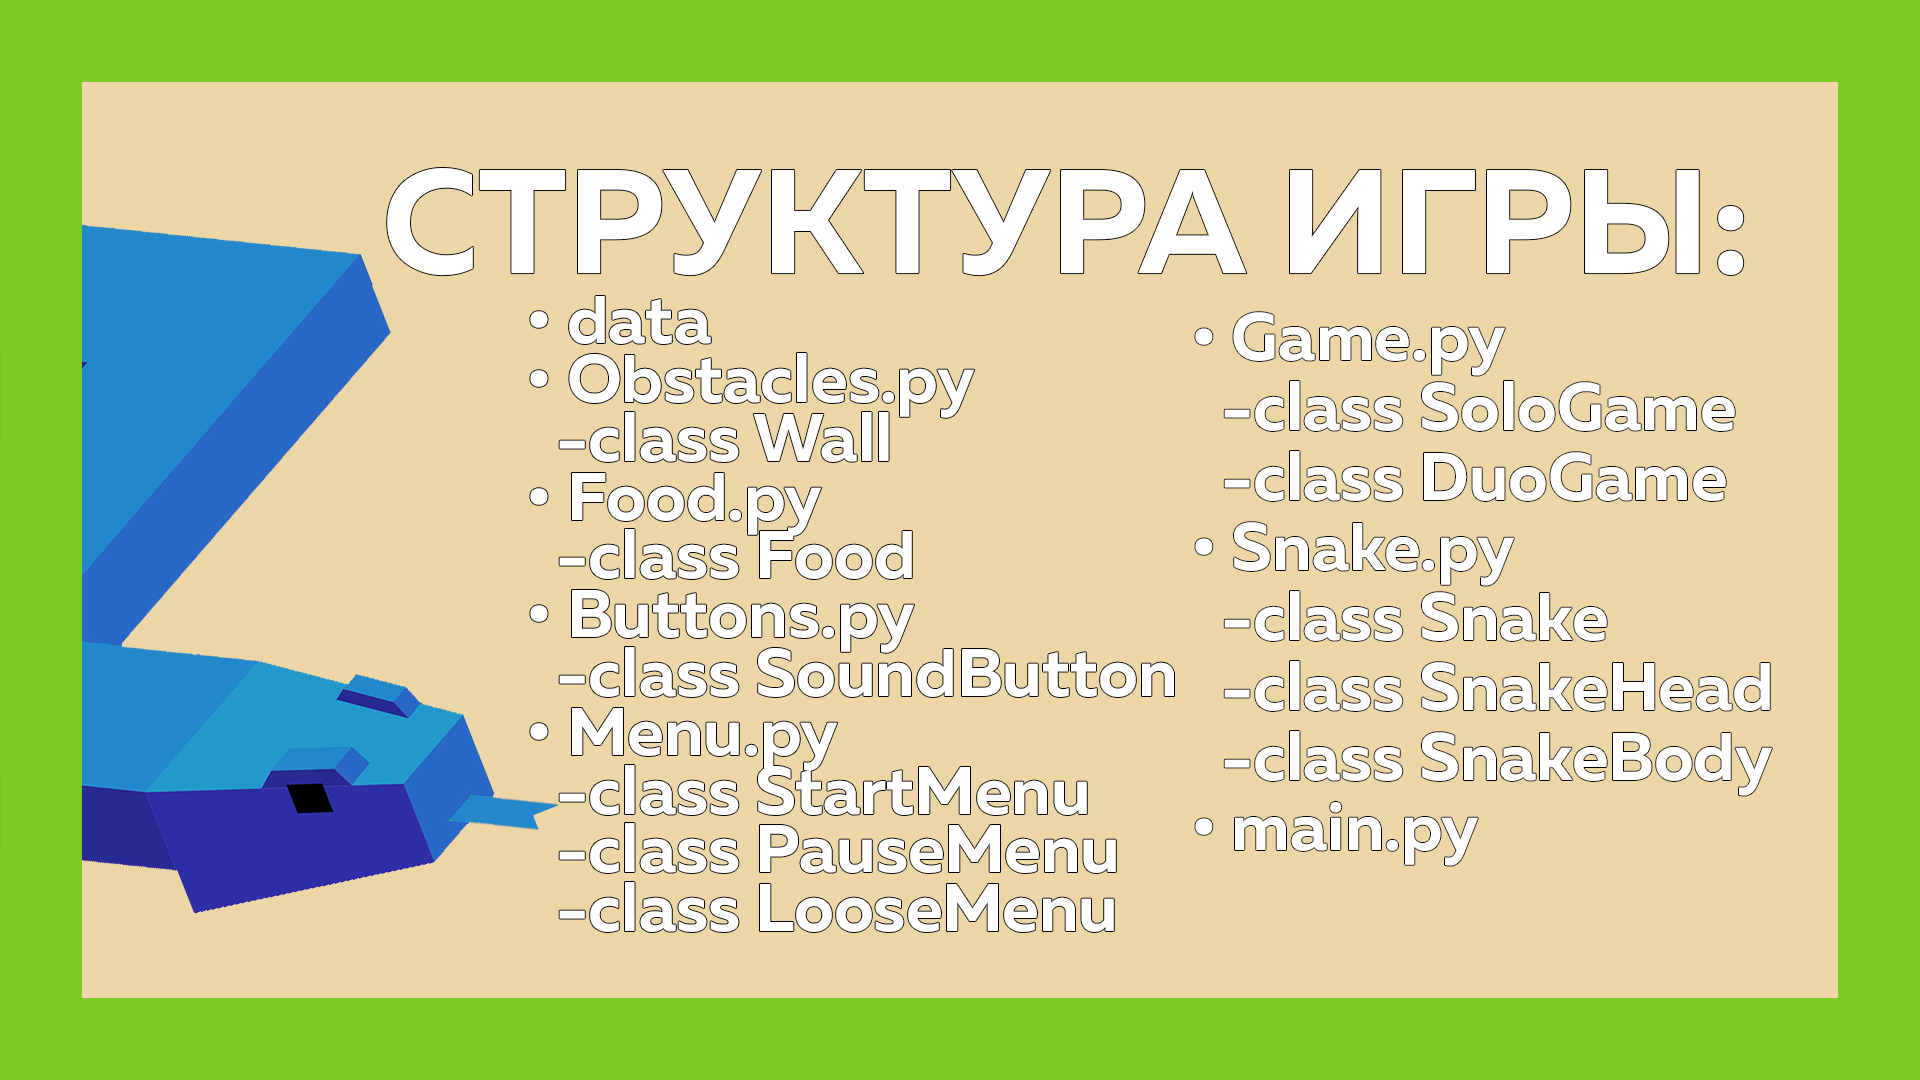 СТРУКТУРА ИГРЫ:
• data
• Obstacles.py
-class Wall
• Food.py
-class Food
• Buttons.py
-class SoundButton
• Menu.py
-class StartMenu
-class PauseMenu
-class LooseMenu
• Game.py
-class SoloGame
-class DuoGame
• Snake.py
-class Snake
-class SnakeHead
-class SnakeBody
• main.py